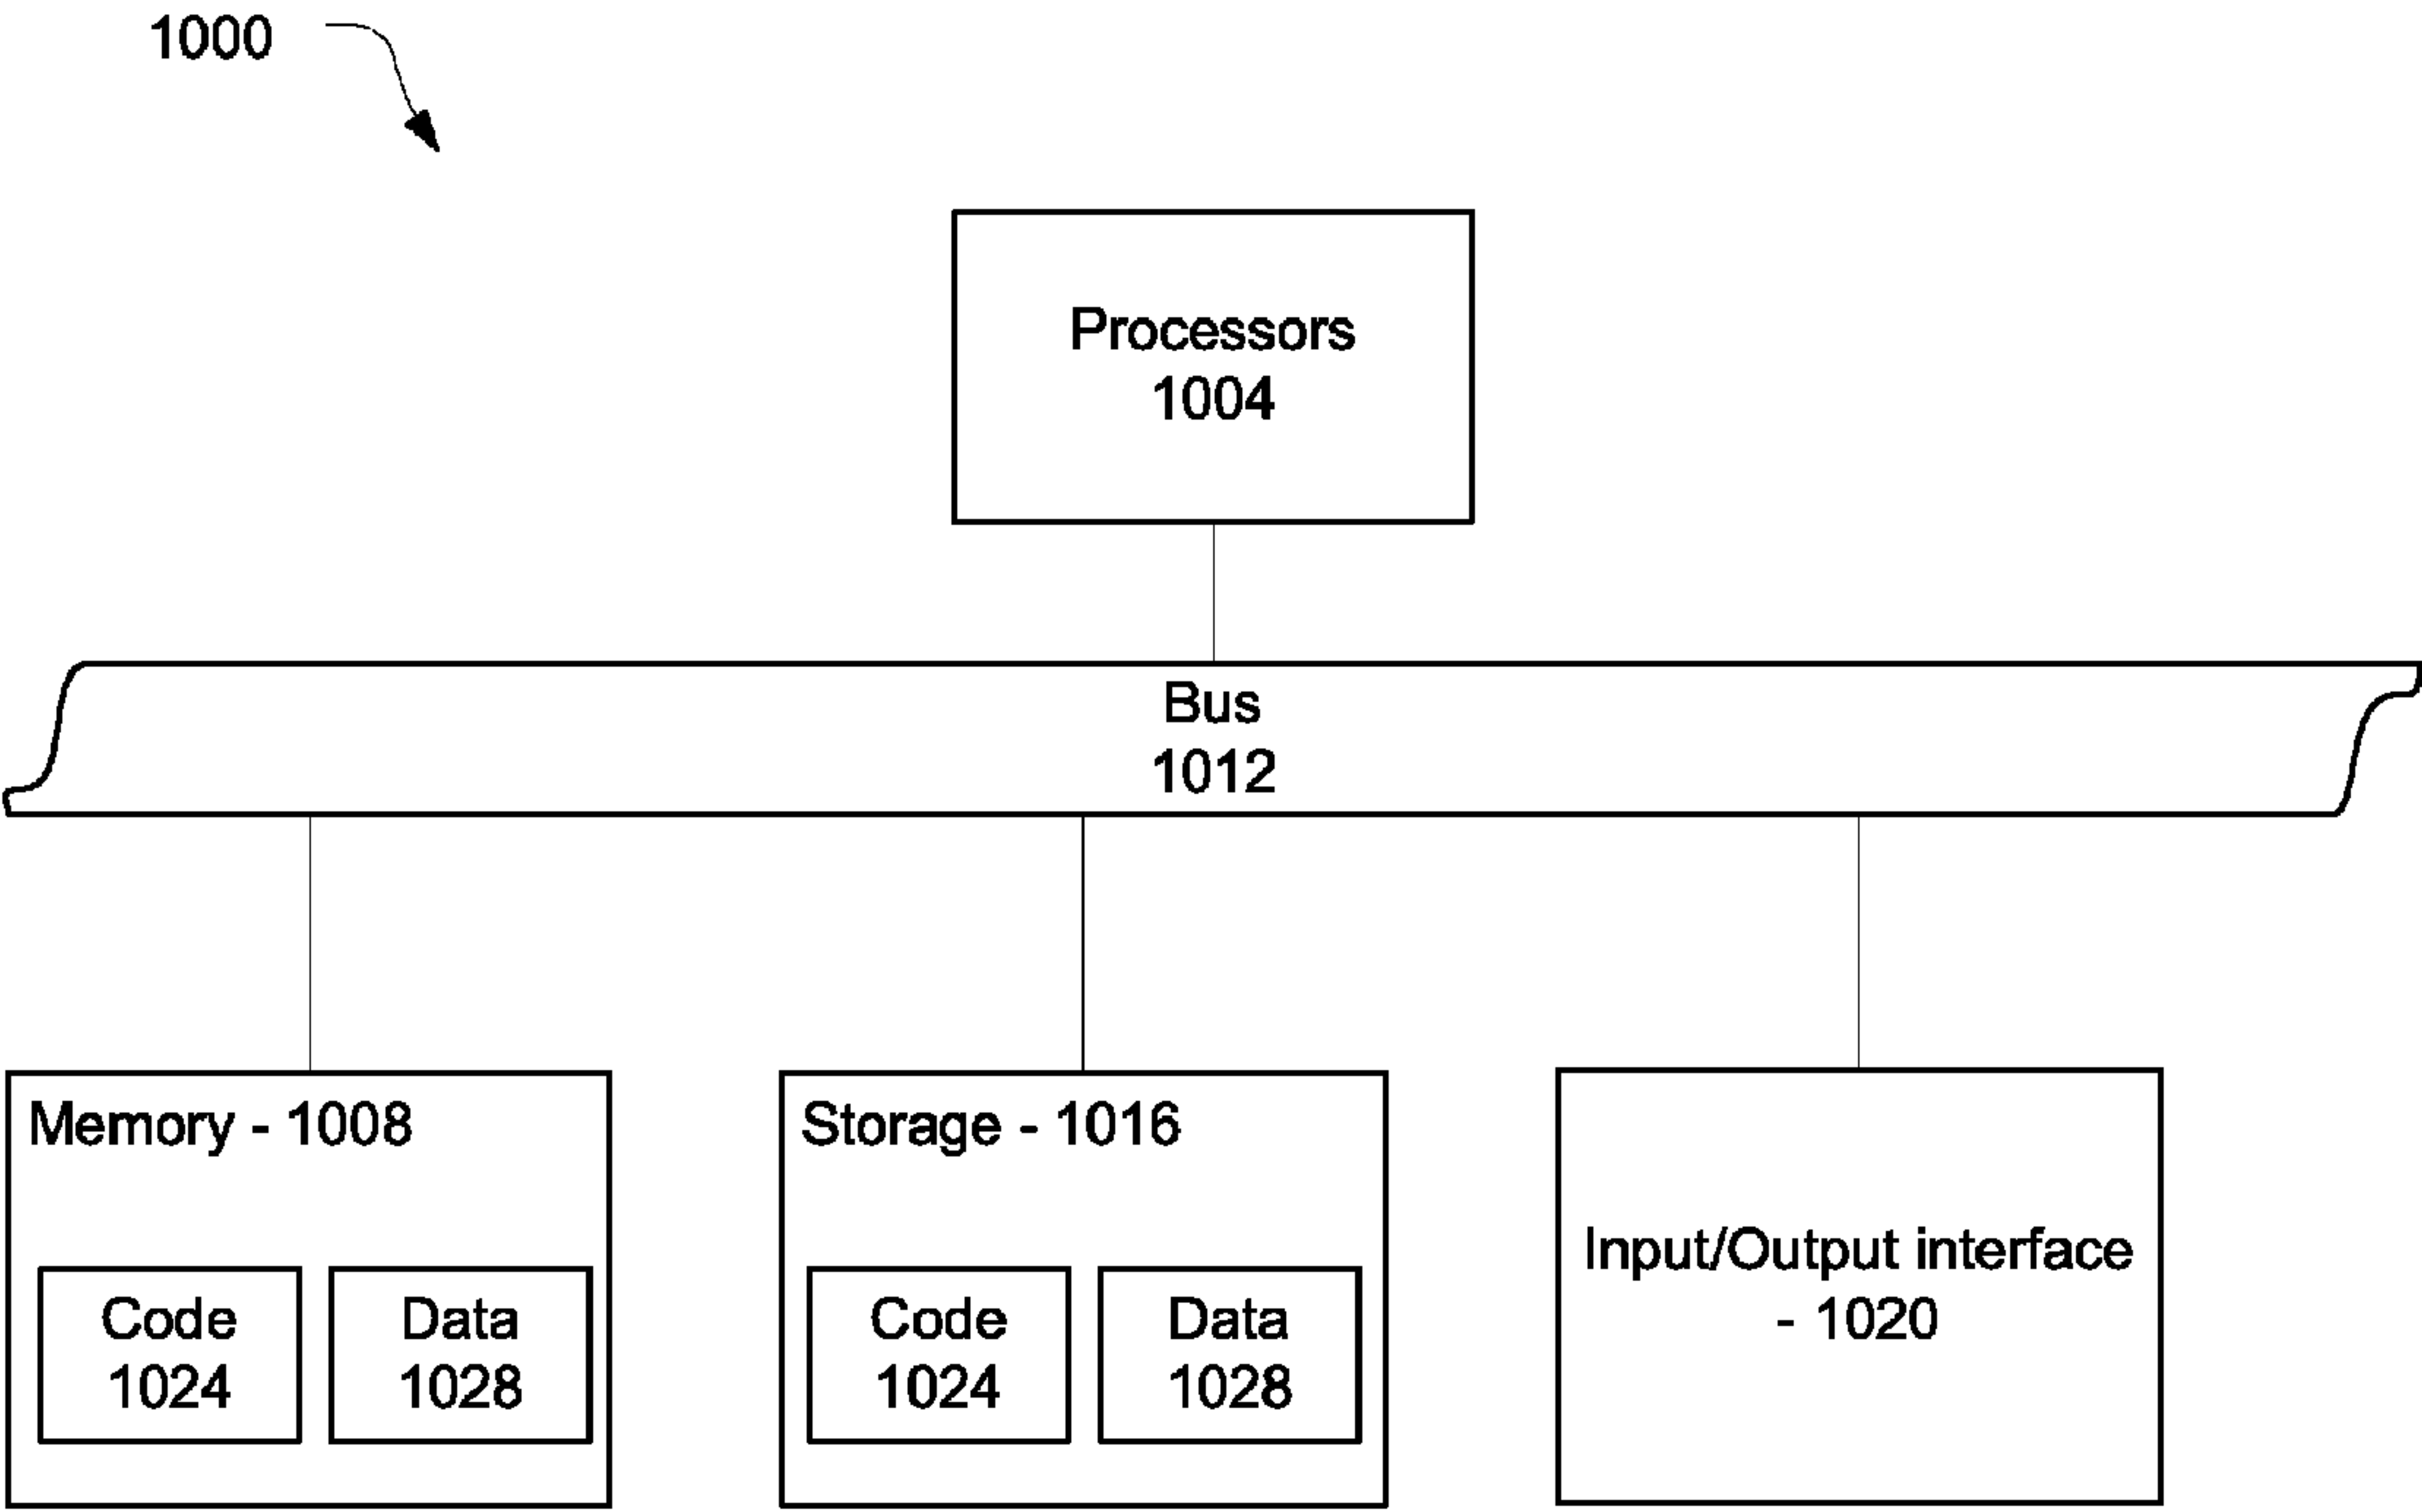 1000
Processors
1004
Bus
1012
Memory - 1008
Code
1024
Data
1028
Storage - 1016
Code
1024
Data
1028
Input/Output interface
- 1020